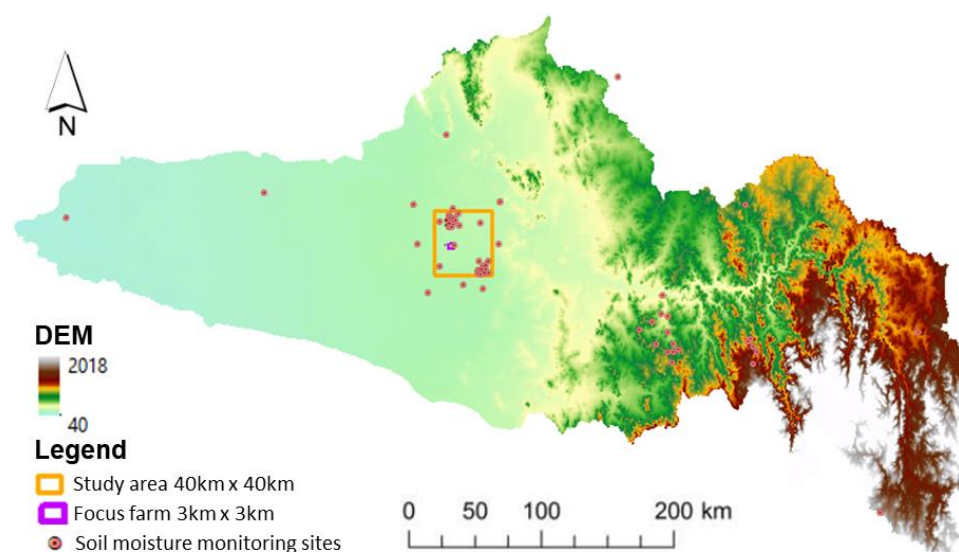 N
DEM
2018
40
Legend
Study area 40km x 40km
Focus farm 3km x 3km
Soil moisture monitoring sites
0 50 100 200 km